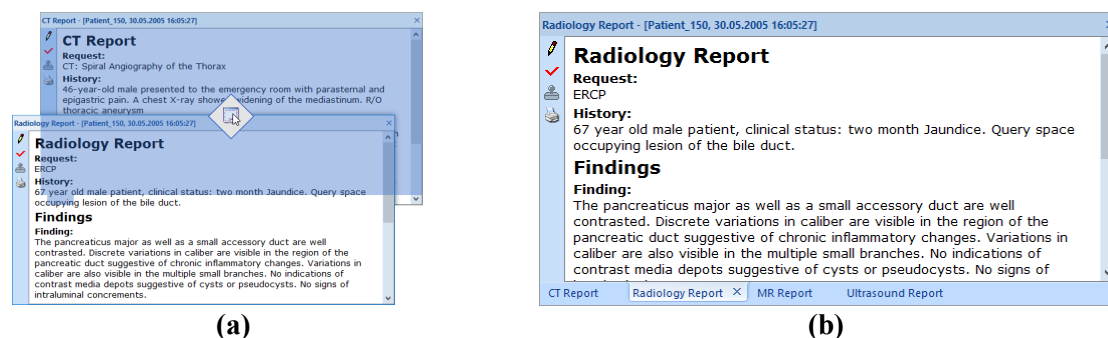 CT Report - [Patient_150, 30.05.2005 16:05:27]
CT Report
Request:
CT: Spiral Angiography of the Thorax
History:
46-year-old male presented to the emergency room with parasternal and
epigastric pain. A chest X-ray showed widening of the mediastinum. R/O
thoracic aneurysm
Radiology Report - [Patient_150, 30.05.2005 16:05:27]
Radiology Report
Request:
ERCP
History:
67 year old male patient, clinical status: two month Jaundice. Query space
occupying lesion of the bile duct.
Findings
Finding:
The pancreaticus major as well as a small accessory duct are well
contrasted. Discrete variations in caliber are visible in the region of the
pancreatic duct suggestive of chronic inflammatory changes. Variations in
caliber are also visible in the multiple small branches. No indications of
contrast media depots suggestive of cysts or pseudocysts. No signs of
intraluminal concrements.
(a)
Radiology Report - [Patient_150, 30.05.2005 16:05:27]
Radiology Report
Request:
ERCP
History:
67 year old male patient, clinical status: two month Jaundice. Query space
occupying lesion of the bile duct.
Findings
Finding:
The pancreaticus major as well as a small accessory duct are well
contrasted. Discrete variations in caliber are visible in the region of the
pancreatic duct suggestive of chronic inflammatory changes. Variations in
caliber are also visible in the multiple small branches. No indications of
contrast media depots suggestive of cysts or pseudocysts. No signs of
CT Report Radiology Report MR Report Ultrasound Report
(b)